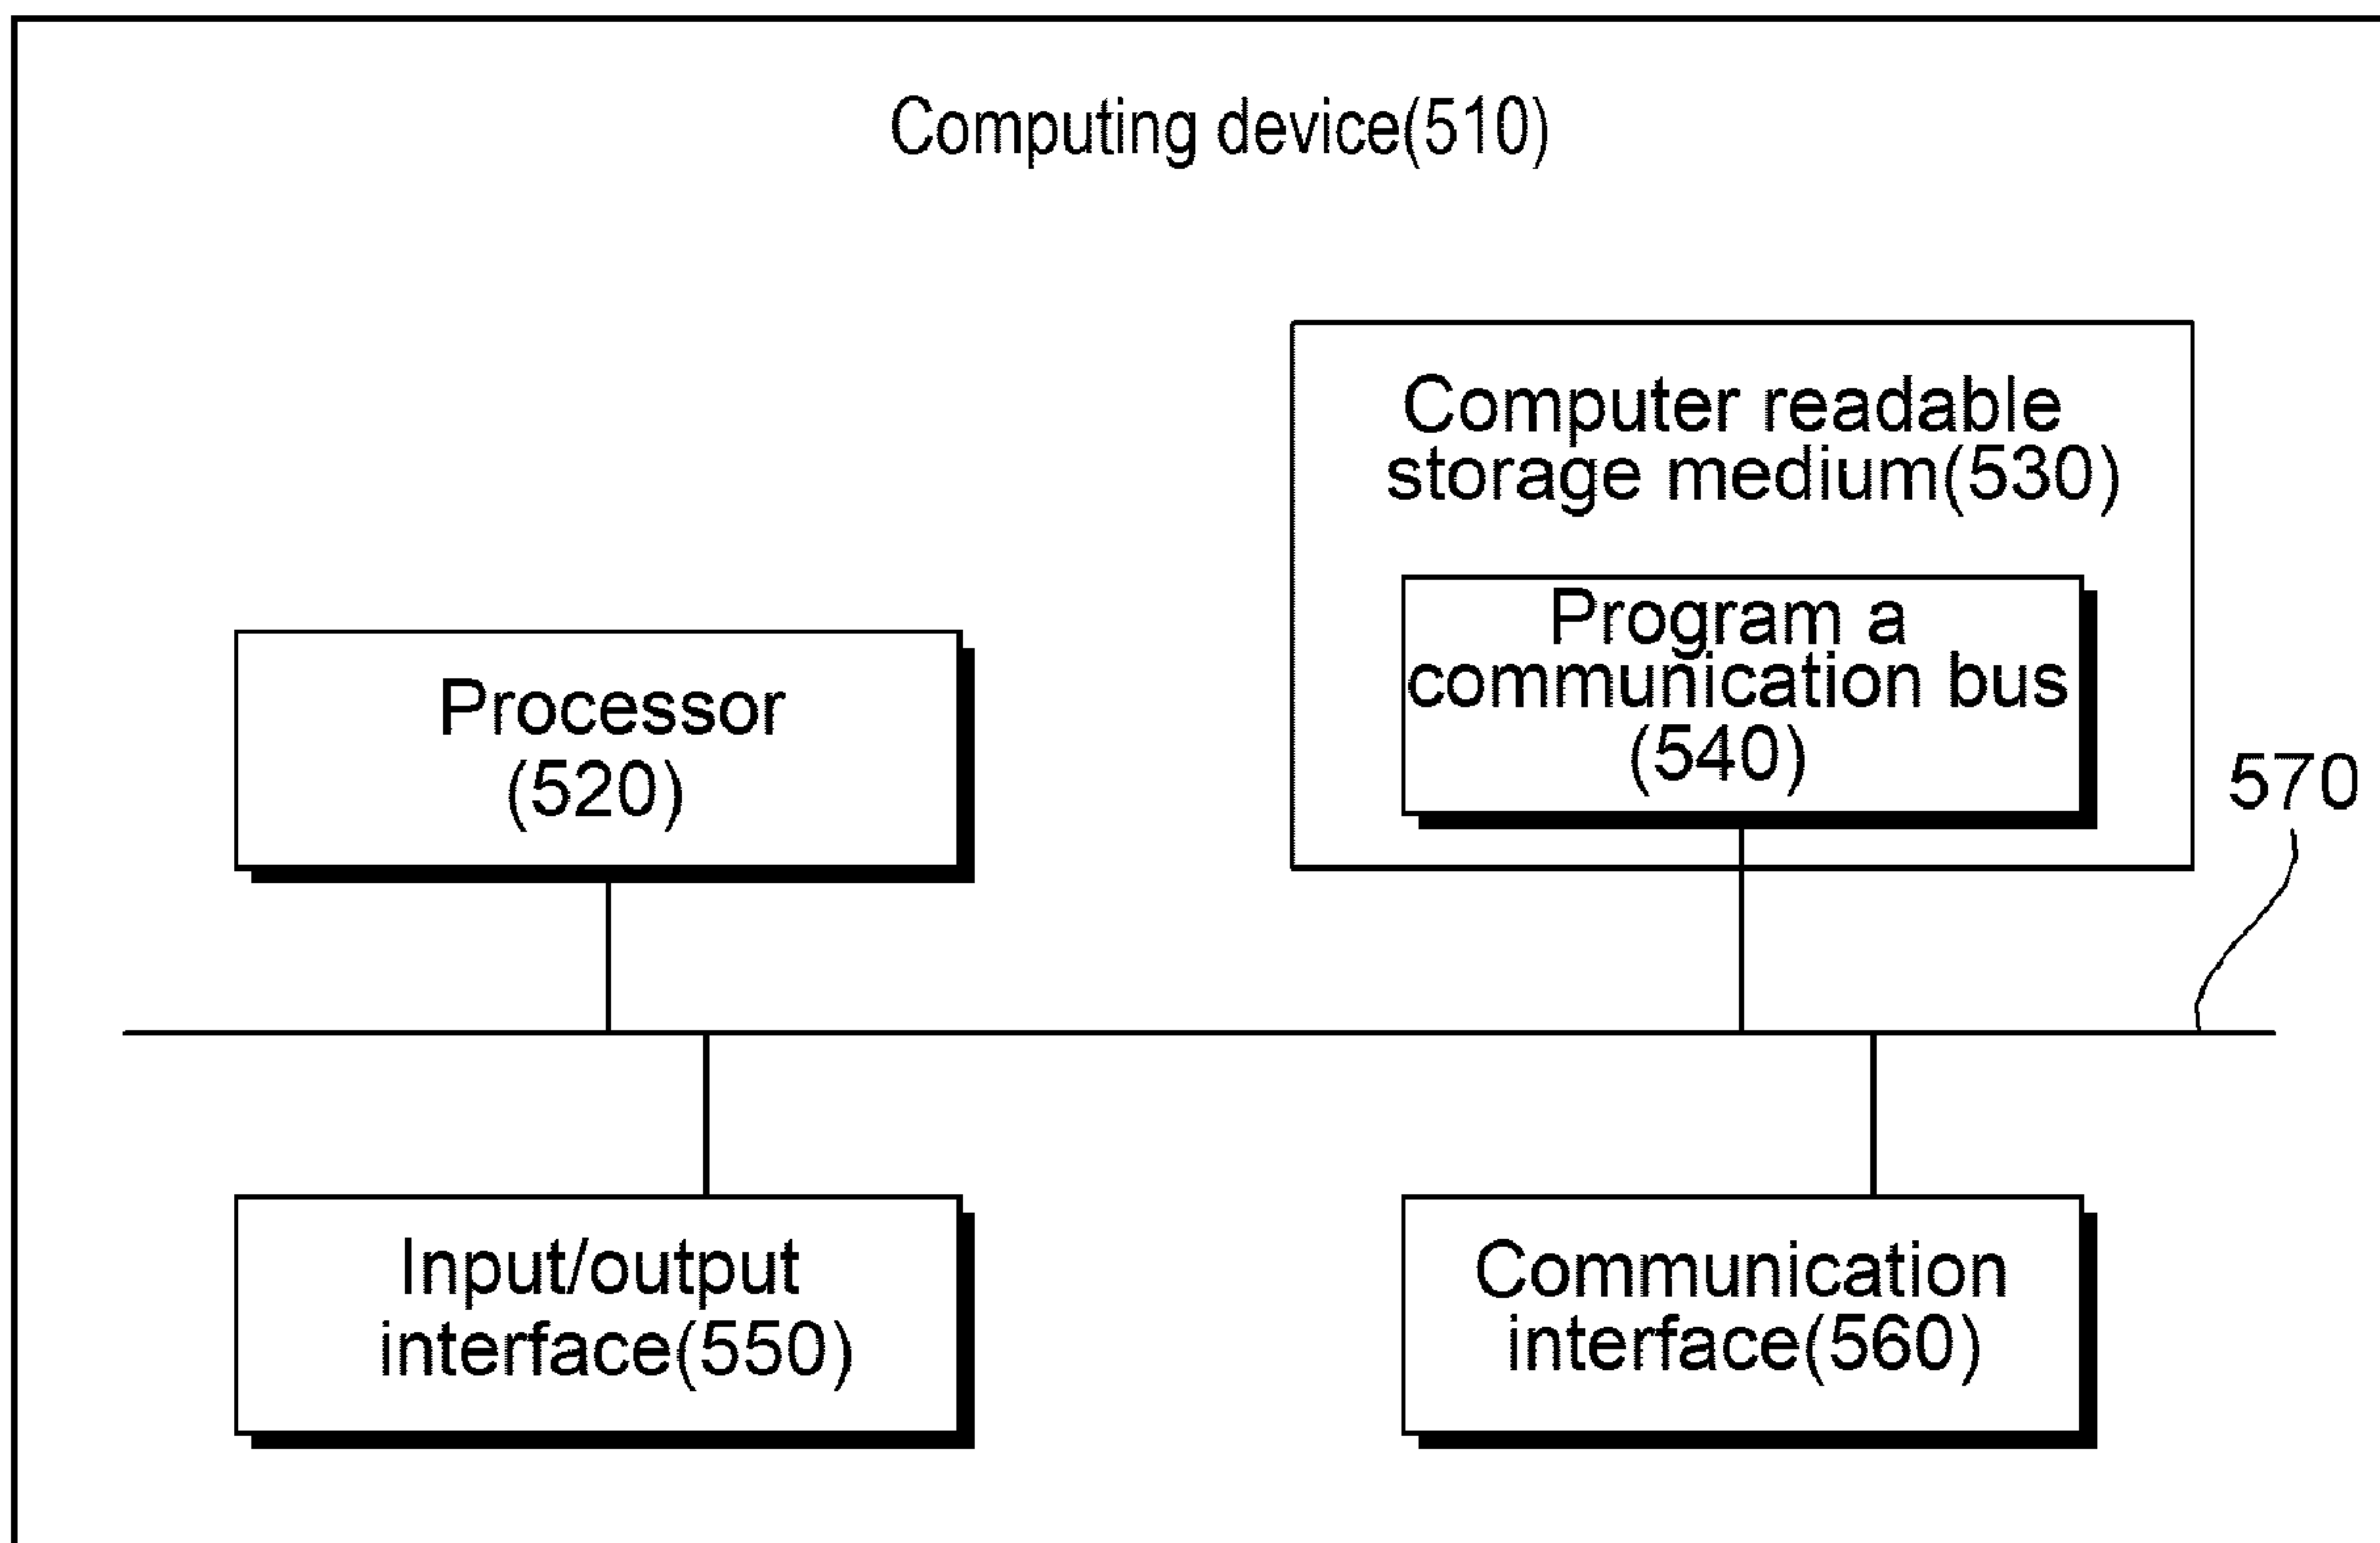 Computing device(510)
Computer readable
storage medium(530)
Program a
communication bus
(540)
Processor
(520)
570
Input/output
interface(550)
Communication
interface(560)